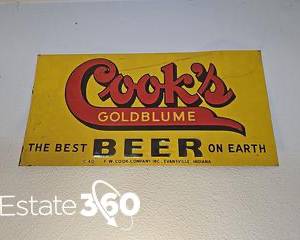 Cook's
GOLDBLUME
THE BEST BEER ON EARTH
F.W. COOK COMPANY INC., EVANSVILLE, INDIANA
Estate360